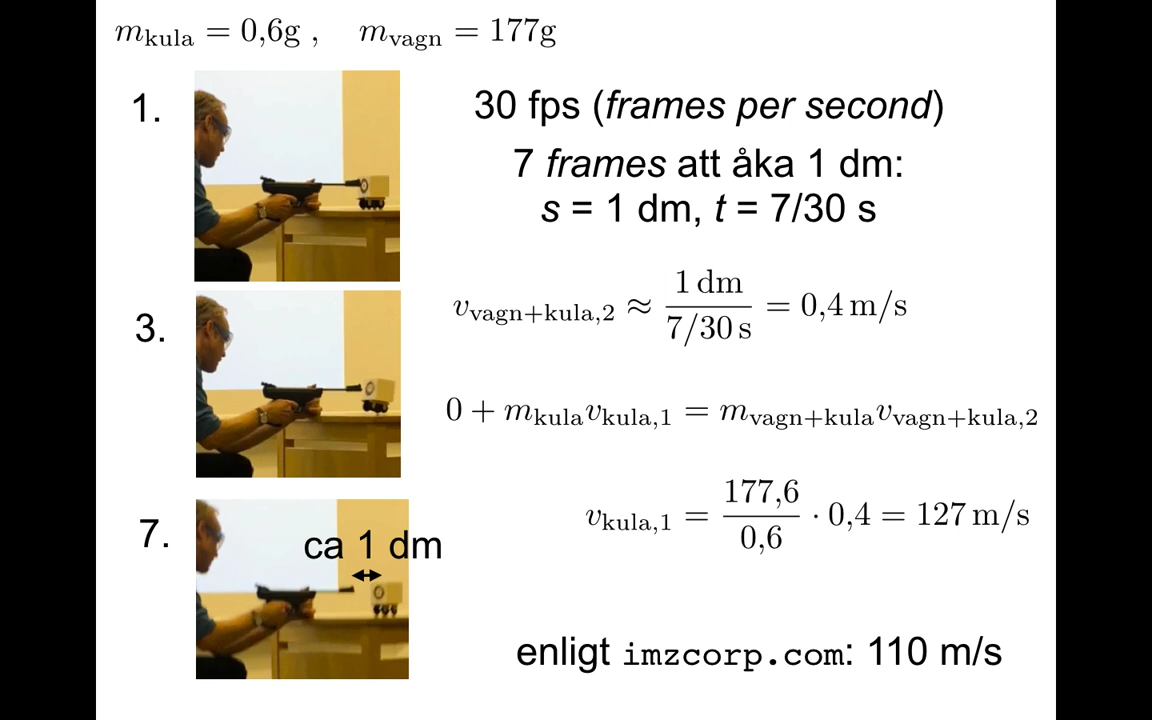 m_kula = 0,6g , m_vagn = 177g
1.
30 fps (frames per second)
7 frames att åka 1 dm:
s = 1 dm, t = 7/30 s
3.
v_vagn+kula,2 ≈ 1 dm / 7/30 s = 0,4 m/s
0 + m_kula v_kula,1 = m_vagn+kula v_vagn+kula,2
v_kula,1 = 177,6 / 0,6 · 0,4 = 127 m/s
7.
ca 1 dm
enligt imzcorp.com: 110 m/s